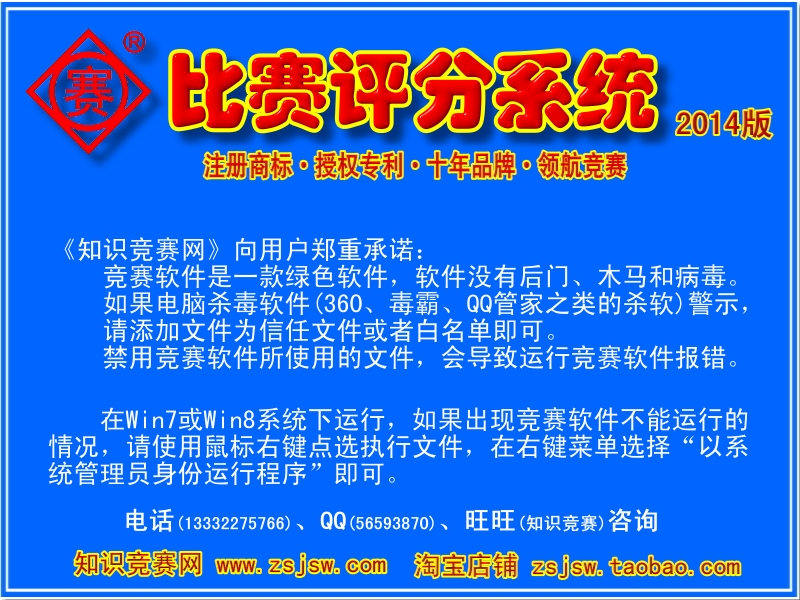 赛®
比赛评分系统 2014版
注册商标·授权专利·十年品牌·领航竞赛
《知识竞赛网》向用户郑重承诺：
竞赛软件是一款绿色软件，软件没有后门、木马和病毒。
如果电脑杀毒软件(360、毒霸、QQ管家之类的杀软)警示，
请添加文件为信任文件或者白名单即可。
禁用竞赛软件所使用的文件，会导致运行竞赛软件报错。
在Win7或Win8系统下运行，如果出现竞赛软件不能运行的
情况，请使用鼠标右键点选执行文件，在右键菜单选择“以系
统管理员身份运行程序”即可。
电话(13332275766)、QQ(56593870)、旺旺(知识竞赛)咨询
知识竞赛网 www.zsjsw.com 淘宝店铺 zsjsw.taobao.com